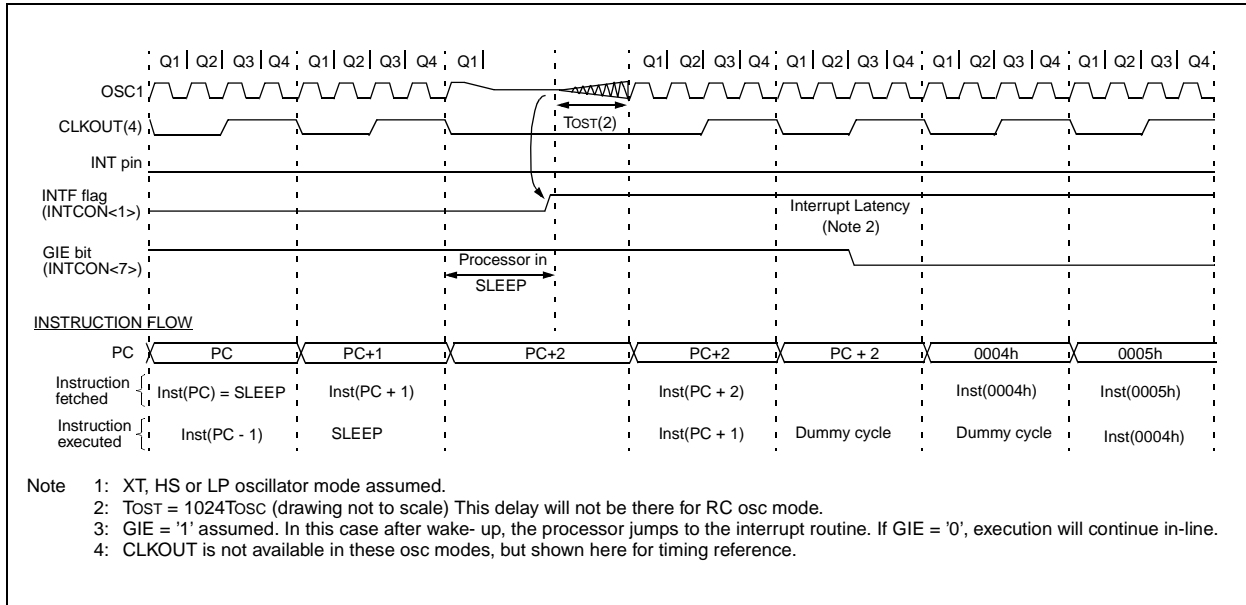 Q1 Q2 Q3 Q4 Q1 Q2 Q3 Q4 Q1 Q1 Q2 Q3 Q4 Q1 Q2 Q3 Q4 Q1 Q2 Q3 Q4 Q1 Q2 Q3 Q4
OSC1
TOST(2)
CLKOUT(4)
INT pin
INTF flag
(INTCON<1>)
Interrupt Latency
(Note 2)
GIE bit
(INTCON<7>)
Processor in
SLEEP
INSTRUCTION FLOW
PC PC PC+1 PC+2 PC+2 PC + 2 0004h 0005h
Instruction
fetched
Inst(PC) = SLEEP Inst(PC + 1) Inst(PC + 2) Inst(0004h) Inst(0005h)
Instruction
executed
Inst(PC - 1) SLEEP Inst(PC + 1) Dummy cycle Dummy cycle Inst(0004h)
Note 1: XT, HS or LP oscillator mode assumed.
2: TOST = 1024TOSC (drawing not to scale) This delay will not be there for RC osc mode.
3: GIE = '1' assumed. In this case after wake- up, the processor jumps to the interrupt routine. If GIE = '0', execution will continue in-line.
4: CLKOUT is not available in these osc modes, but shown here for timing reference.